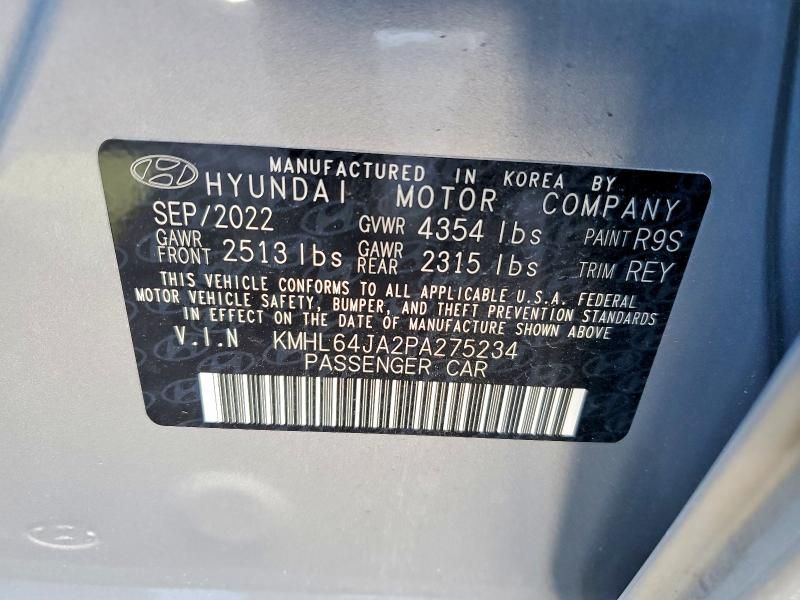 MANUFACTURED IN KOREA BY
HYUNDAI MOTOR COMPANY
SEP/2022 GVWR 4354 lbs PAINT R9S
GAWR FRONT 2513 lbs GAWR REAR 2315 lbs TRIM REY
THIS VEHICLE CONFORMS TO ALL APPLICABLE U.S.A. FEDERAL
MOTOR VEHICLE SAFETY, BUMPER, AND THEFT PREVENTION STANDARDS
IN EFFECT ON THE DATE OF MANUFACTURE SHOWN ABOVE
V.I.N KMHL64JA2PA275234
PASSENGER CAR